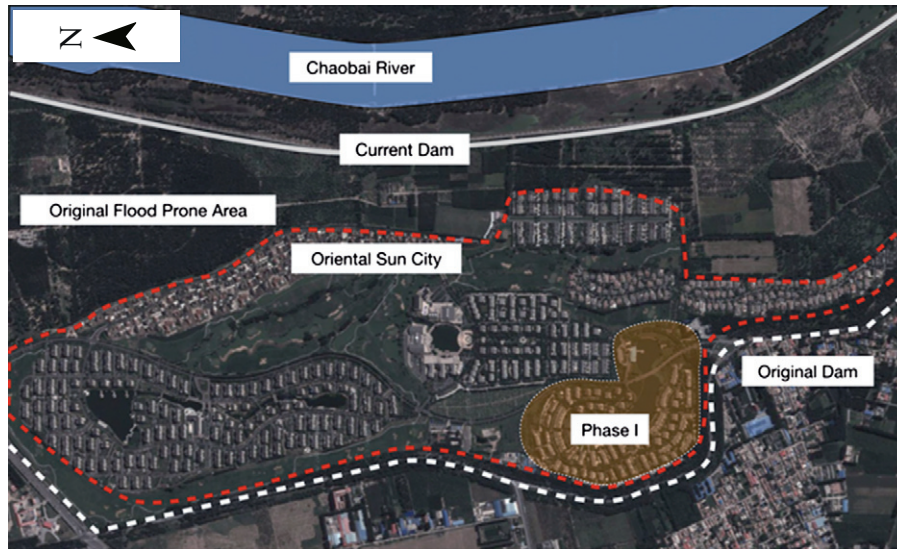 N
Chaobai River
Current Dam
Original Flood Prone Area
Oriental Sun City
Original Dam
Phase I